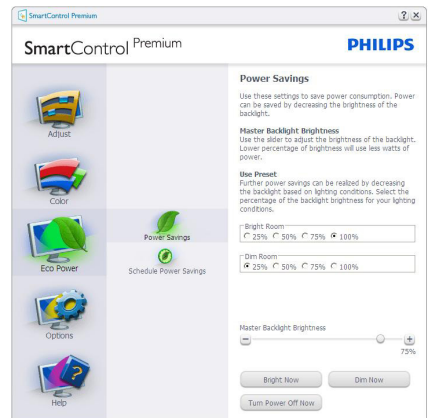 SmartControl Premium
SmartControl Premium
PHILIPS
Adjust
Color
Eco Power
Options
Help
Power Savings
Schedule Power Savings
Power Savings
Use these settings to save power consumption. Power
can be saved by decreasing the brightness of the
backlight.
Master Backlight Brightness
Use the slider to adjust the brightness of the backlight.
Lower percentage of brightness will use less watts of
power.
Use Preset
Further power savings can be realized by decreasing
the backlight based on lighting conditions. Select the
percentage of the backlight brightness for your lighting
conditions.
Bright Room
25% 50% 75% 100%
Dim Room
25% 50% 75% 100%
Master Backlight Brightness
75%
Bright Now Dim Now
Turn Power Off Now